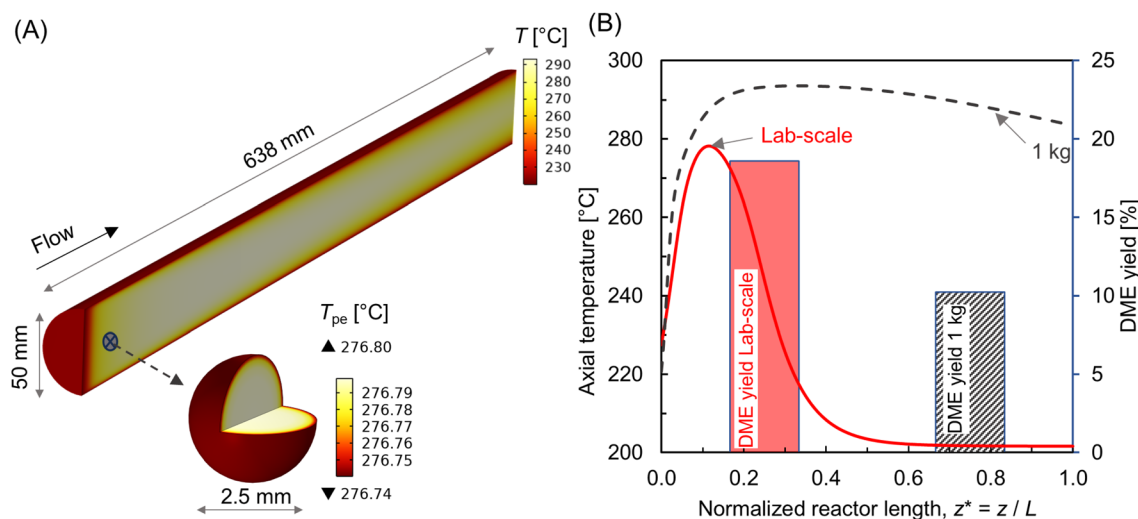 (A)
T [°C]
290
280
270
260
250
240
230
638 mm
Flow
50 mm
Tpe [°C]
▲ 276.80
276.79
276.78
276.77
276.76
276.75
▼ 276.74
2.5 mm
(B)
300
280
260
240
220
200
Axial temperature [°C]
Lab-scale
1 kg
DME yield Lab-scale
DME yield 1 kg
25
20
15
10
5
0
DME yield [%]
0.0 0.2 0.4 0.6 0.8 1.0
Normalized reactor length, z* = z / L